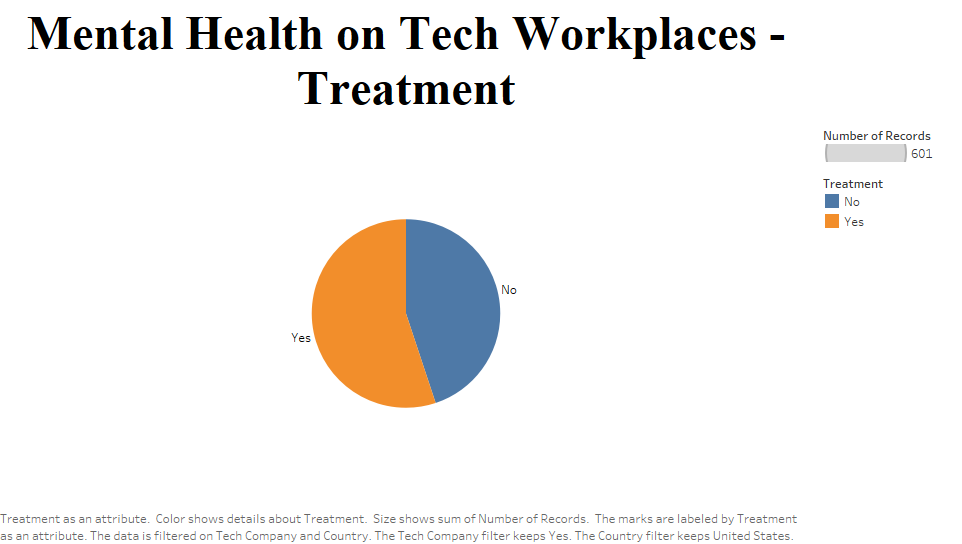 Mental Health on Tech Workplaces -
Treatment
Number of Records
601
Treatment
No
Yes
No
Yes
Treatment as an attribute.  Color shows details about Treatment.  Size shows sum of Number of Records.  The marks are labeled by Treatment
as an attribute. The data is filtered on Tech Company and Country. The Tech Company filter keeps Yes. The Country filter keeps United States.